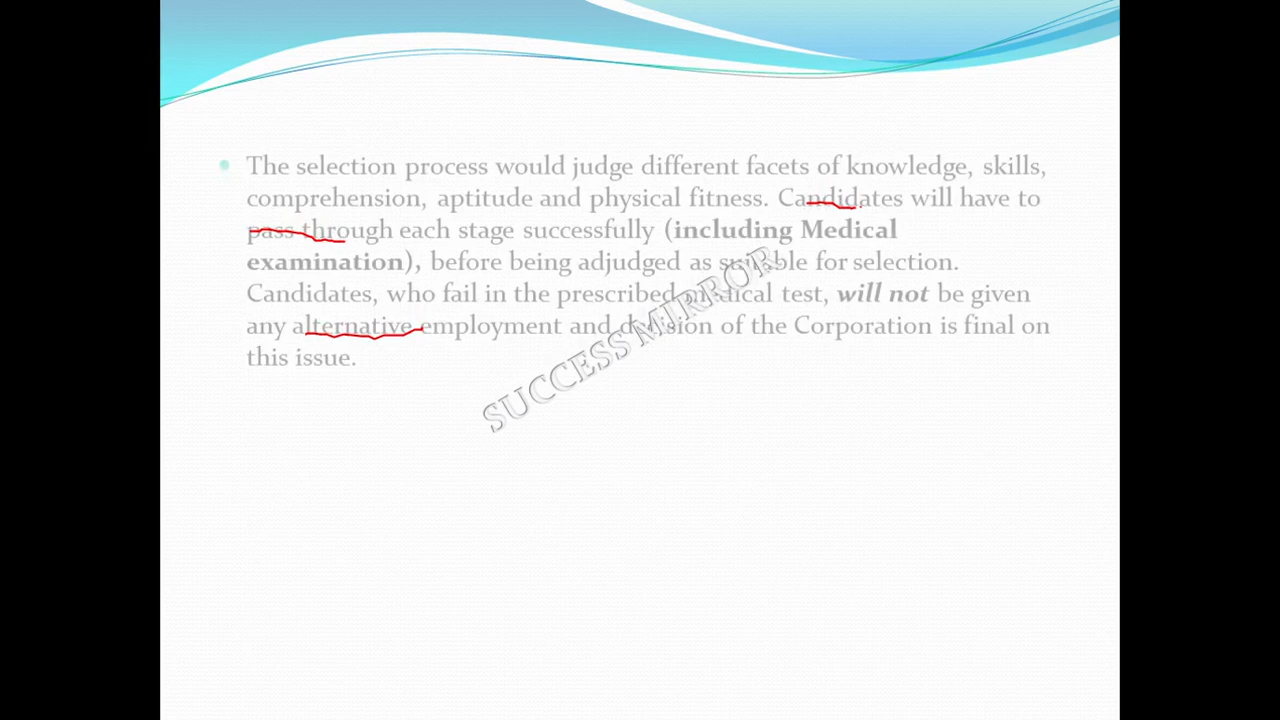 The selection process would judge different facets of knowledge, skills,
comprehension, aptitude and physical fitness. Candidates will have to
pass through each stage successfully (including Medical
examination), before being adjudged as suitable for selection.
Candidates, who fail in the prescribed medical test, will not be given
any alternative employment and division of the Corporation is final on
this issue.
SUCCESS MIRROR